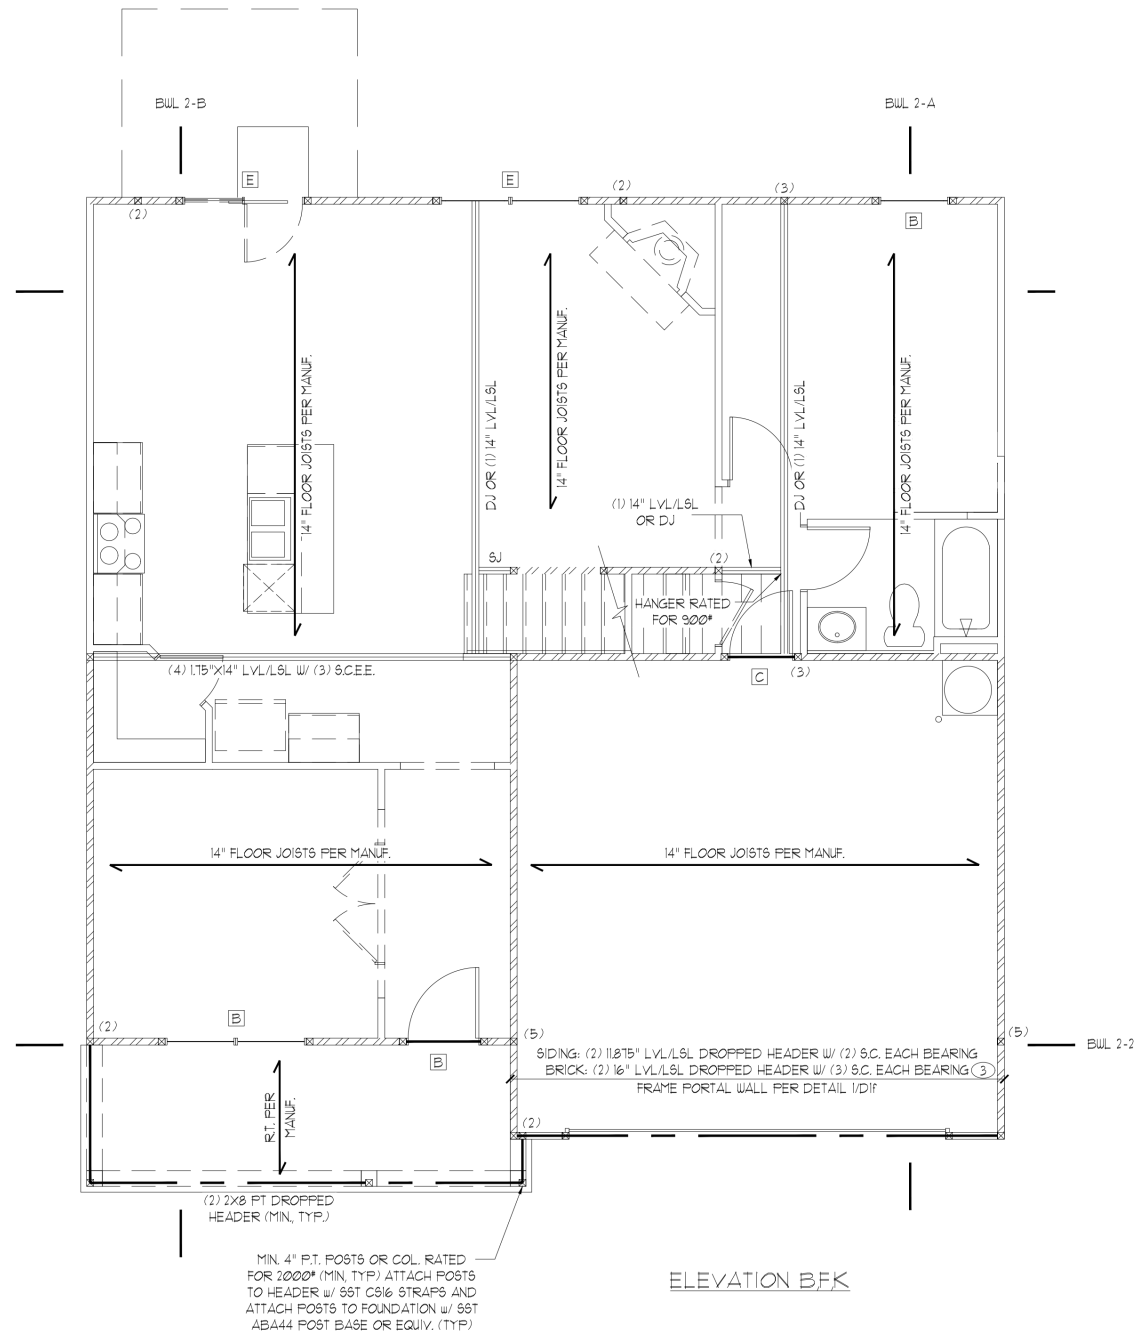 BWL 2-B
BWL 2-A
E
E
(2)
(3)
(2)
B
14" FLOOR JOISTS PER MANUF.
14" FLOOR JOISTS PER MANUF.
14" FLOOR JOISTS PER MANUF.
DJ OR (1) 14" LVL/LSL
DJ OR (1) 14" LVL/LSL
(1) 14" LVL/LSL
OR DJ
SJ
(2)
HANGER RATED
FOR 900#
(4) 1.75"X14" LVL/LSL W/ (3) S.C.E.E.
C
(3)
14" FLOOR JOISTS PER MANUF.
14" FLOOR JOISTS PER MANUF.
(2)
B
B
(5)
(5)
BWL 2-2
SIDING: (2) 11.875" LVL/LSL DROPPED HEADER W/ (2) S.C. EACH BEARING
BRICK: (2) 16" LVL/LSL DROPPED HEADER W/ (3) S.C. EACH BEARING 3
FRAME PORTAL WALL PER DETAIL 1/D1f
R.T. PER
MANUF.
(2)
(2) 2X8 PT DROPPED
HEADER (MIN., TYP.)
MIN. 4" P.T. POSTS OR COL. RATED
FOR 2000# (MIN, TYP) ATTACH POSTS
TO HEADER w/ SST CS16 STRAPS AND
ATTACH POSTS TO FOUNDATION w/ SST
ABA44 POST BASE OR EQUIV. (TYP)
ELEVATION B,F,K